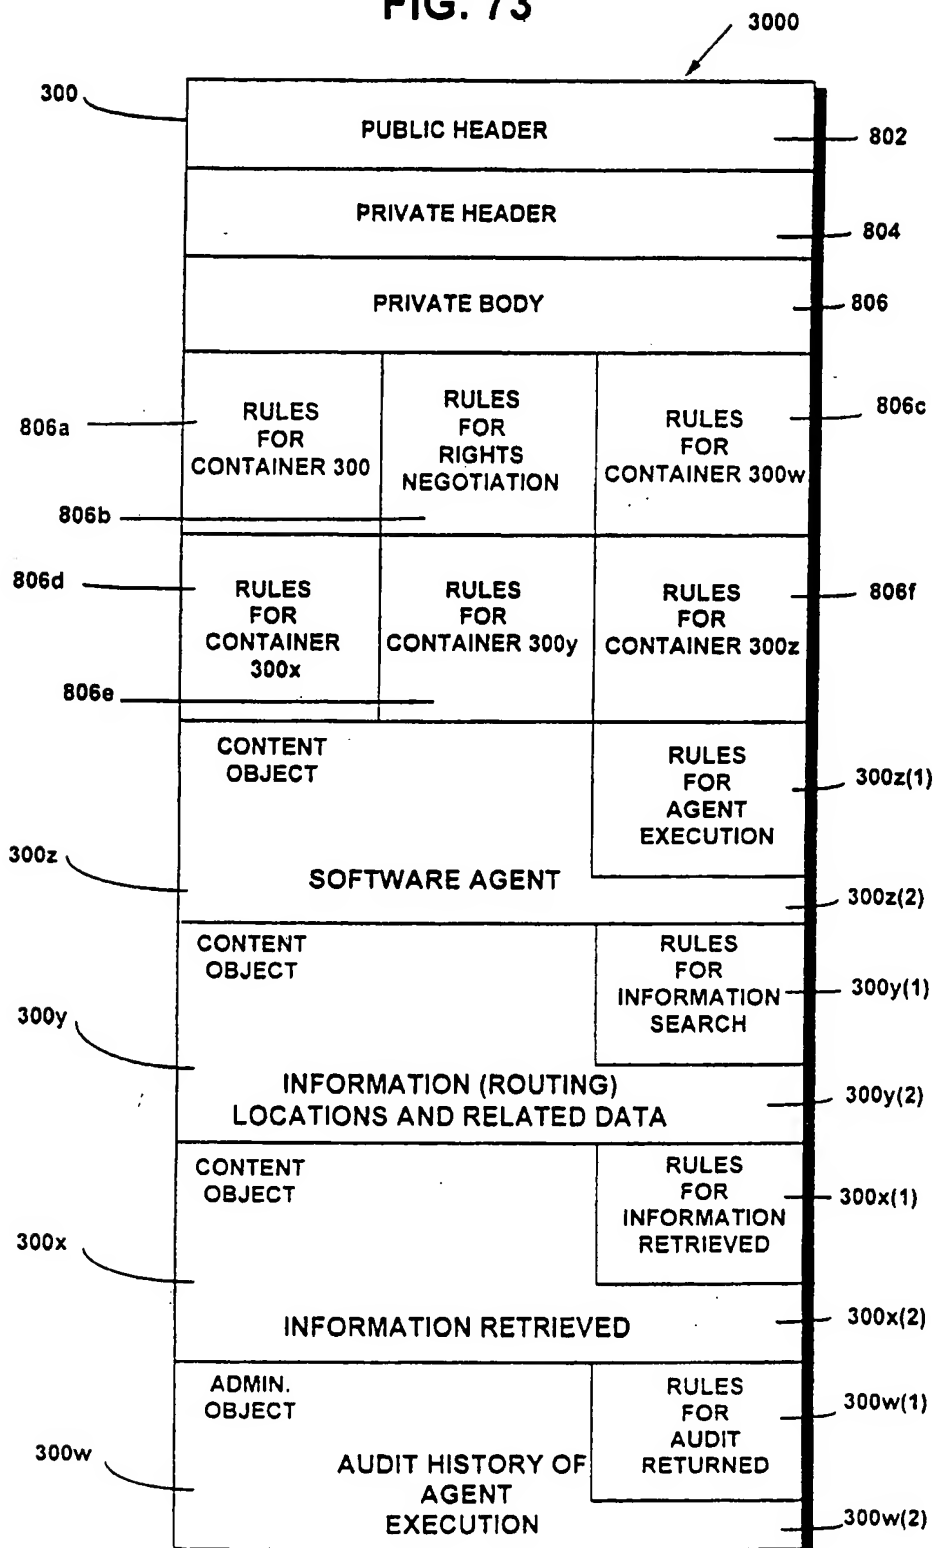 FIG. 73
3000
300
PUBLIC HEADER
802
PRIVATE HEADER
804
PRIVATE BODY
806
806a
RULES
FOR
CONTAINER 300
RULES
FOR
RIGHTS
NEGOTIATION
806b
RULES
FOR
CONTAINER 300w
806c
806d
RULES
FOR
CONTAINER
300x
RULES
FOR
CONTAINER 300y
806e
RULES
FOR
CONTAINER 300z
806f
CONTENT
OBJECT
RULES
FOR
AGENT
EXECUTION
300z(1)
300z
SOFTWARE AGENT
300z(2)
CONTENT
OBJECT
RULES
FOR
INFORMATION
SEARCH
300y(1)
300y
INFORMATION (ROUTING)
LOCATIONS AND RELATED DATA
300y(2)
CONTENT
OBJECT
RULES
FOR
INFORMATION
RETRIEVED
300x(1)
300x
INFORMATION RETRIEVED
300x(2)
ADMIN.
OBJECT
RULES
FOR
AUDIT
RETURNED
300w(1)
300w
AUDIT HISTORY OF
AGENT
EXECUTION
300w(2)